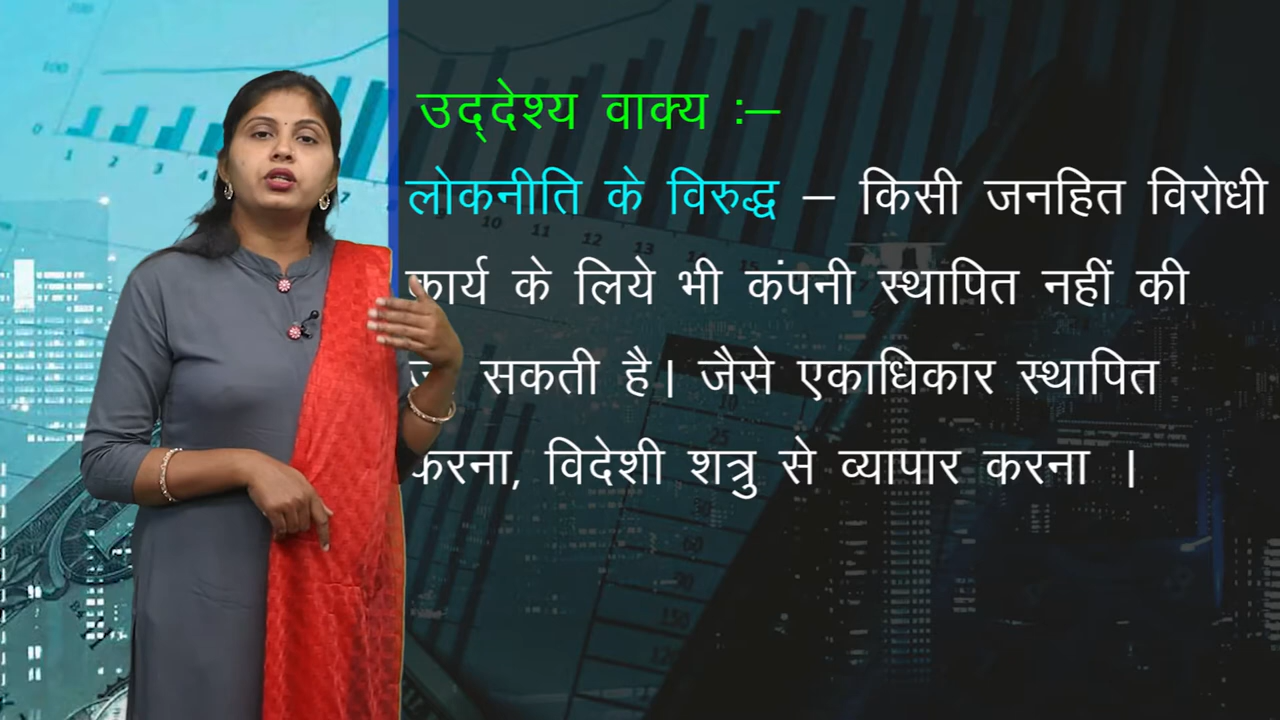 उद्देश्य वाक्य :–
लोकनीति के विरुद्ध – किसी जनहित विरोधी
कार्य के लिये भी कंपनी स्थापित नहीं की
सकती है। जैसे एकाधिकार स्थापित
करना, विदेशी शत्रु से व्यापार करना ।